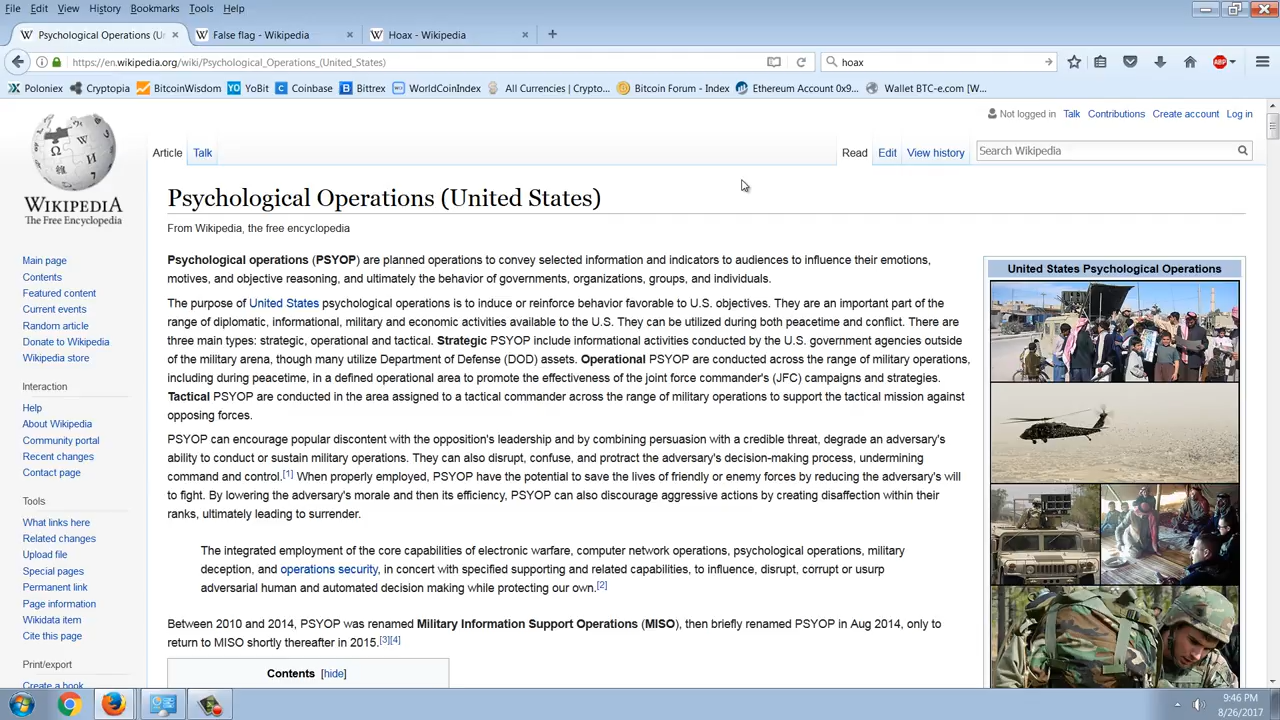 File Edit View History Bookmarks Tools Help
Psychological Operations (Ur
False flag - Wikipedia
Hoax - Wikipedia
https://en.wikipedia.org/wiki/Psychological_Operations_(United_States)
hoax
Poloniex Cryptopia BitcoinWisdom YoBit Coinbase Bittrex WorldCoinIndex All Currencies | Crypto... Bitcoin Forum - Index Ethereum Account 0x9... Wallet BTC-e.com [W...
Not logged in Talk Contributions Create account Log in
Article Talk
Read Edit View history
Search Wikipedia
WIKIPEDIA
The Free Encyclopedia
Main page
Contents
Featured content
Current events
Random article
Donate to Wikipedia
Wikipedia store
Interaction
Help
About Wikipedia
Community portal
Recent changes
Contact page
Tools
What links here
Related changes
Upload file
Special pages
Permanent link
Page information
Wikidata item
Cite this page
Print/export
Create a book
Psychological Operations (United States)
From Wikipedia, the free encyclopedia
Psychological operations (PSYOP) are planned operations to convey selected information and indicators to audiences to influence their emotions,
motives, and objective reasoning, and ultimately the behavior of governments, organizations, groups, and individuals.
The purpose of United States psychological operations is to induce or reinforce behavior favorable to U.S. objectives. They are an important part of the
range of diplomatic, informational, military and economic activities available to the U.S. They can be utilized during both peacetime and conflict. There are
three main types: strategic, operational and tactical. Strategic PSYOP include informational activities conducted by the U.S. government agencies outside
of the military arena, though many utilize Department of Defense (DOD) assets. Operational PSYOP are conducted across the range of military operations,
including during peacetime, in a defined operational area to promote the effectiveness of the joint force commander's (JFC) campaigns and strategies.
Tactical PSYOP are conducted in the area assigned to a tactical commander across the range of military operations to support the tactical mission against
opposing forces.
PSYOP can encourage popular discontent with the opposition's leadership and by combining persuasion with a credible threat, degrade an adversary's
ability to conduct or sustain military operations. They can also disrupt, confuse, and protract the adversary's decision-making process, undermining
command and control.[1] When properly employed, PSYOP have the potential to save the lives of friendly or enemy forces by reducing the adversary's will
to fight. By lowering the adversary's morale and then its efficiency, PSYOP can also discourage aggressive actions by creating disaffection within their
ranks, ultimately leading to surrender.
The integrated employment of the core capabilities of electronic warfare, computer network operations, psychological operations, military
deception, and operations security, in concert with specified supporting and related capabilities, to influence, disrupt, corrupt or usurp
adversarial human and automated decision making while protecting our own.[2]
Between 2010 and 2014, PSYOP was renamed Military Information Support Operations (MISO), then briefly renamed PSYOP in Aug 2014, only to
return to MISO shortly thereafter in 2015.[3][4]
Contents [hide]
United States Psychological Operations
9:46 PM
8/26/2017